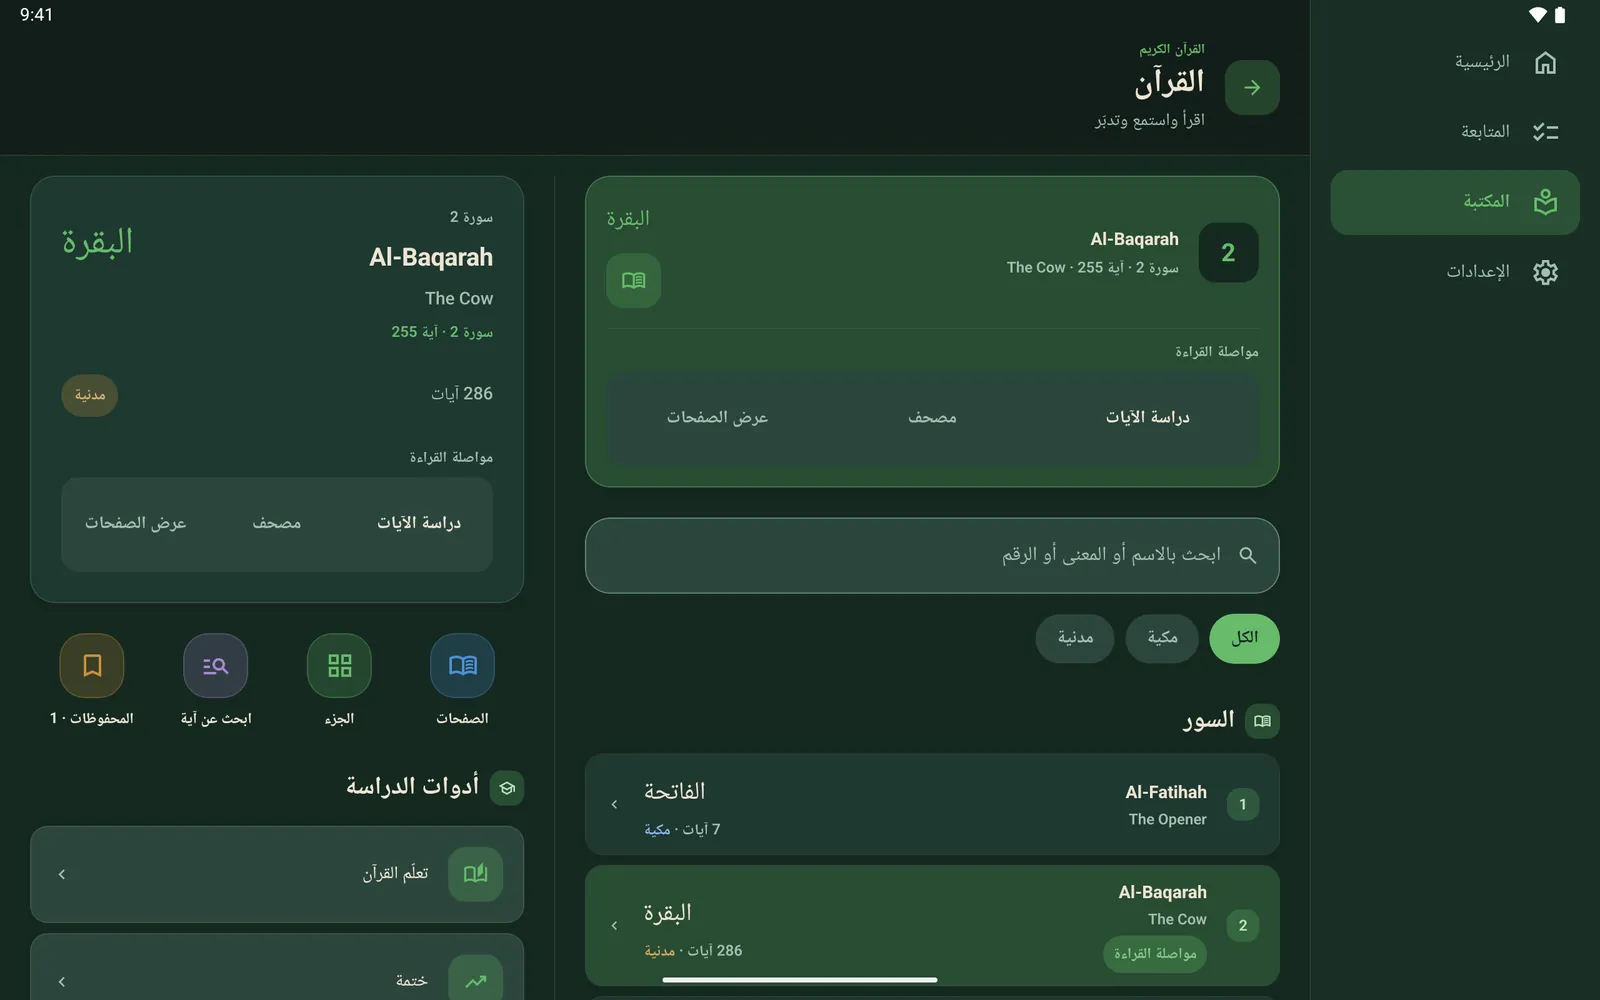 9:41
الرئيسية
المتابعة
المكتبة
الإعدادات
القرآن الكريم
القرآن
اقرأ واستمع وتدبّر
2
Al-Baqarah
The Cow · سورة 2 · آية 255
البقرة
مواصلة القراءة
دراسة الآيات
مصحف
عرض الصفحات
ابحث بالاسم أو المعنى أو الرقم
الكل
مكية
مدنية
السور
1
Al-Fatihah
The Opener
الفاتحة
7 آيات · مكية
2
Al-Baqarah
The Cow
مواصلة القراءة
البقرة
286 آيات · مدنية
سورة 2
Al-Baqarah
The Cow
سورة 2 · آية 255
البقرة
286 آيات
مدنية
مواصلة القراءة
دراسة الآيات
مصحف
عرض الصفحات
الصفحات
الجزء
ابحث عن آية
المحفوظات · 1
أدوات الدراسة
تعلّم القرآن
ختمة